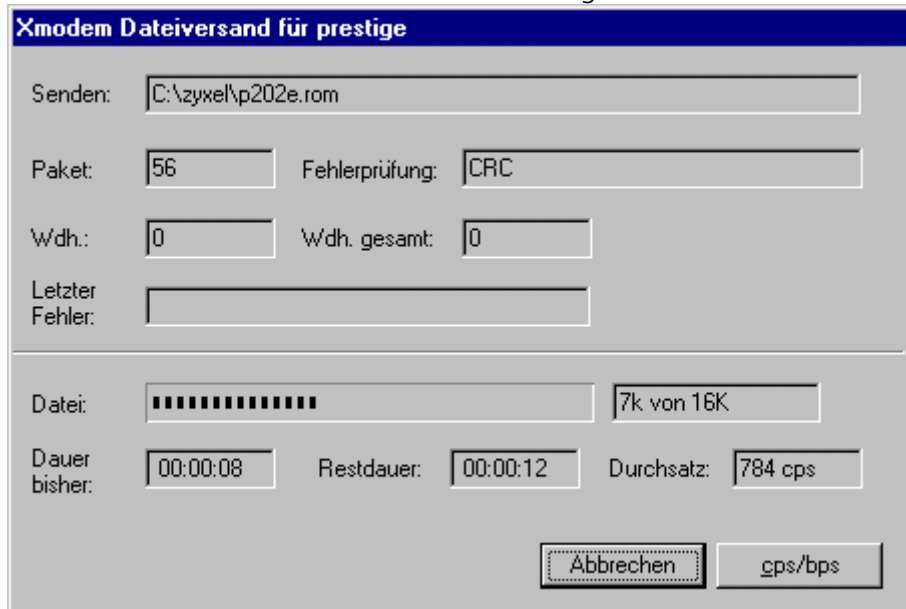 Xmodem Dateiversand für prestige
Senden: C:\zyxel\p202e.rom
Paket: 56 Fehlerprüfung: CRC
Wdh.: 0 Wdh. gesamt: 0
Letzter
Fehler:
Datei: 7k von 16K
Dauer
bisher: 00:00:08 Restdauer: 00:00:12 Durchsatz: 784 cps
Abbrechen cps/bps